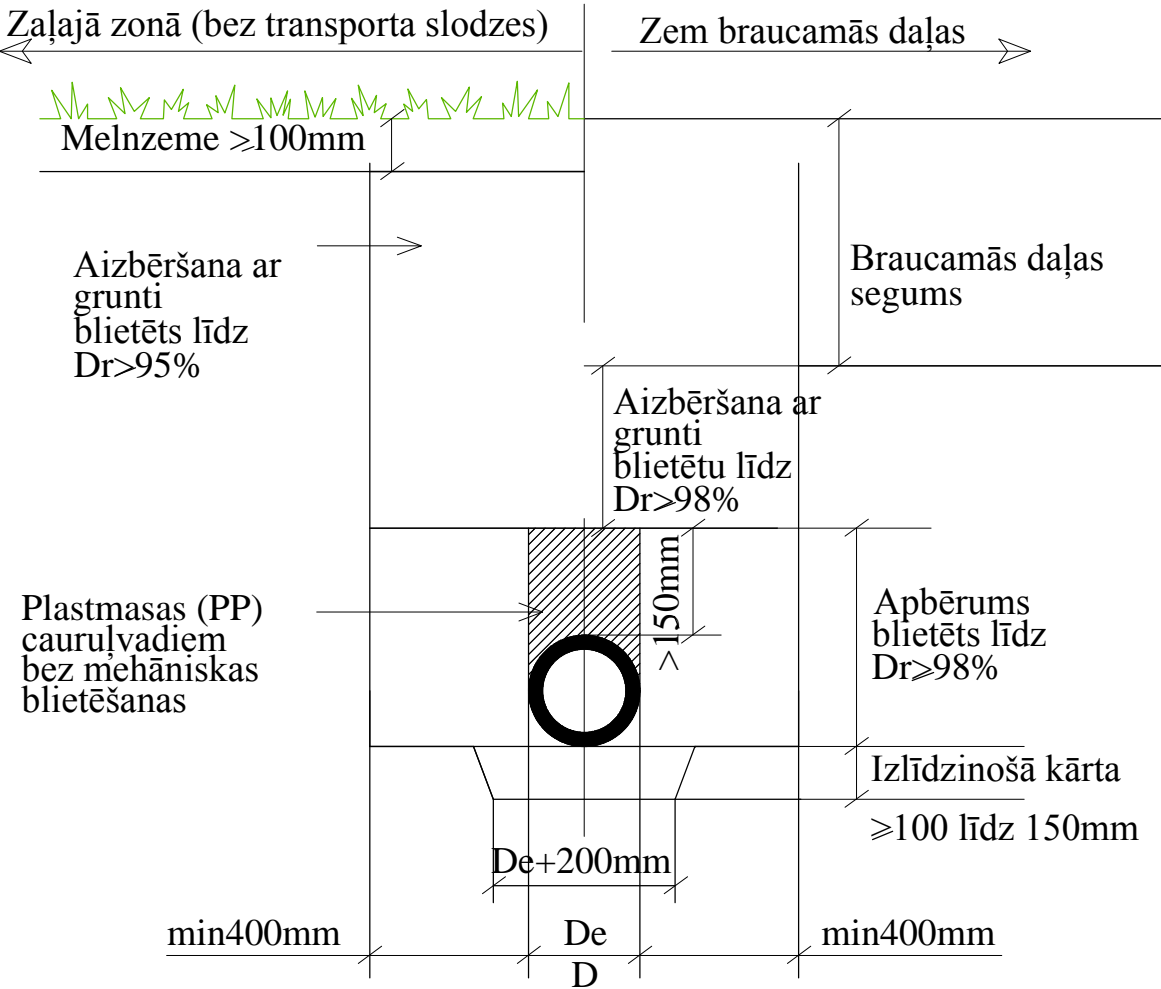 Zaļajā zonā (bez transporta slodzes)
Zem braucamās daļas
Melnzeme ≥100mm
Aizbēršana ar
grunti
blietēts līdz
Dr>95%
Braucamās daļas
segums
Aizbēršana ar
grunti
blietētu līdz
Dr>98%
>150mm
Plastmasas (PP)
cauruļvadiem
bez mehāniskas
blietēšanas
Apbērums
blietēts līdz
Dr≥98%
Izlīdzinošā kārta
≥100 līdz 150mm
De+200mm
min400mm
De
D
min400mm